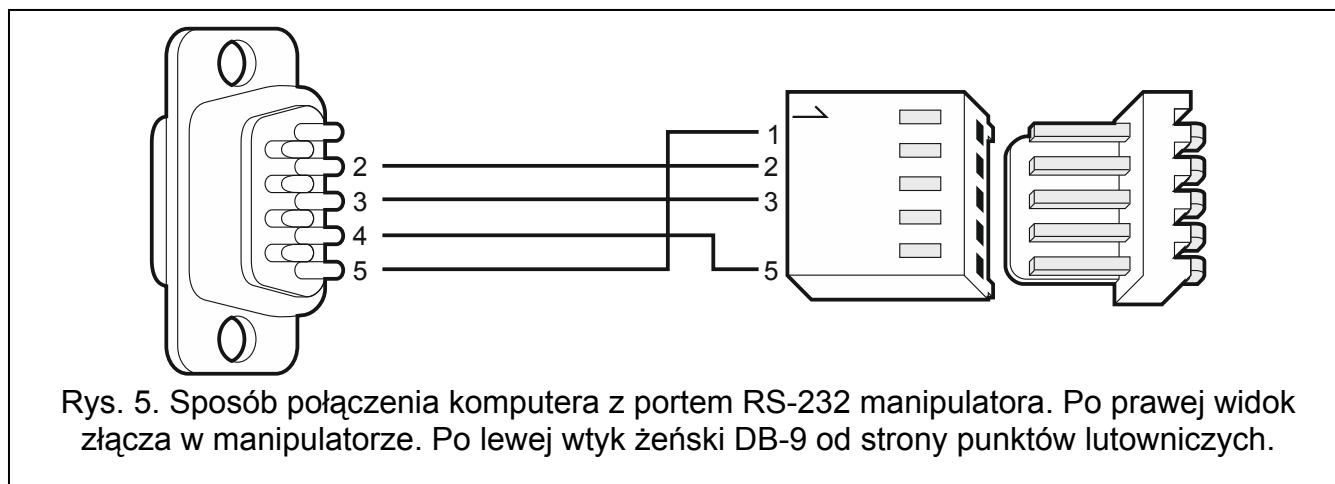 1
2 2
3 3
4
5 5
Rys. 5. Sposób połączenia komputera z portem RS-232 manipulatora. Po prawej widok
złącza w manipulatorze. Po lewej wtyk żeński DB-9 od strony punktów lutowniczych.